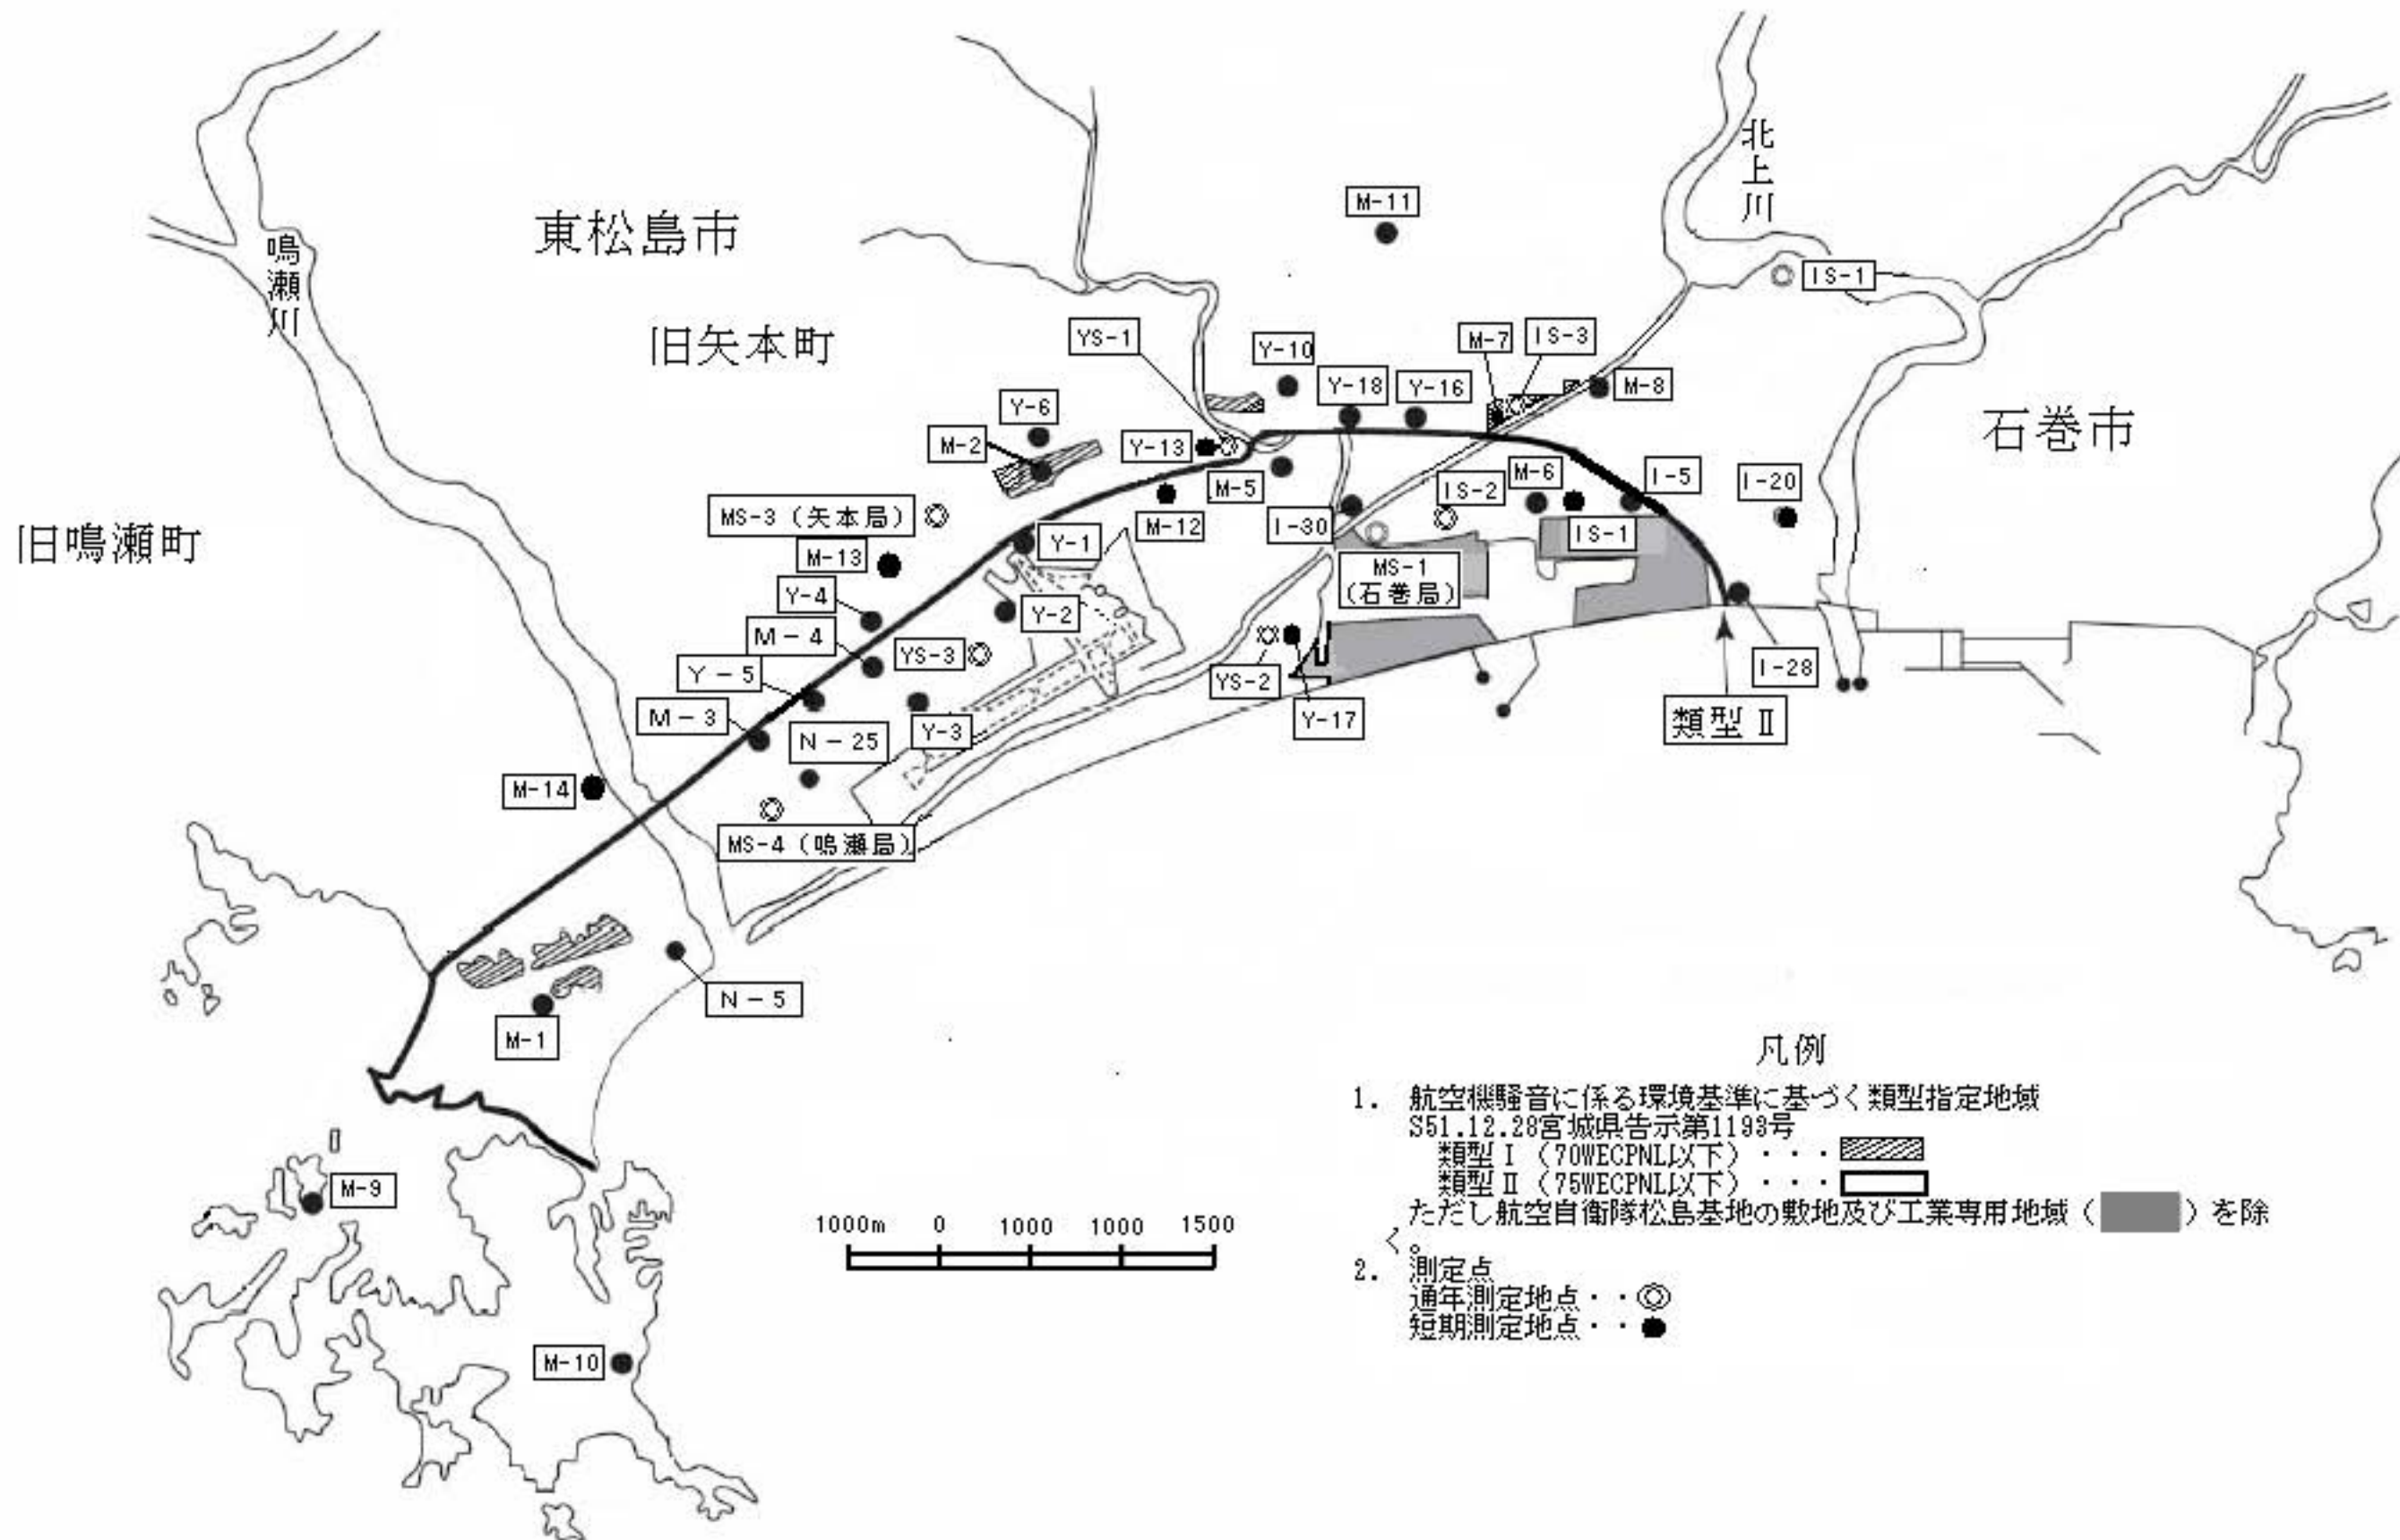 北上川
M-11
鳴瀬川
東松島市
IS-1
旧矢本町
YS-1
Y-10
M-7
IS-3
Y-18
Y-16
M-8
Y-6
石巻市
M-2
Y-13
M-5
IS-2
M-6
I-5
I-20
MS-3(矢本局)
M-12
I-30
IS-1
旧鳴瀬町
M-13
Y-1
MS-1
(石巻局)
Y-4
Y-2
M-4
YS-3
Y-5
YS-2
I-28
M-3
N-25
Y-3
Y-17
類型Ⅱ
M-14
MS-4(鳴瀬局)
N-5
M-1
M-9
M-10
1000m 0 1000 1000 1500
凡例
1. 航空機騒音に係る環境基準に基づく類型指定地域
S51.12.28宮城県告示第1193号
類型Ⅰ(70WECPNL以下)・・・
類型Ⅱ(75WECPNL以下)・・・
ただし航空自衛隊松島基地の敷地及び工業専用地域( )を除
く。
2. 測定点
通年測定地点・・◎
短期測定地点・・●